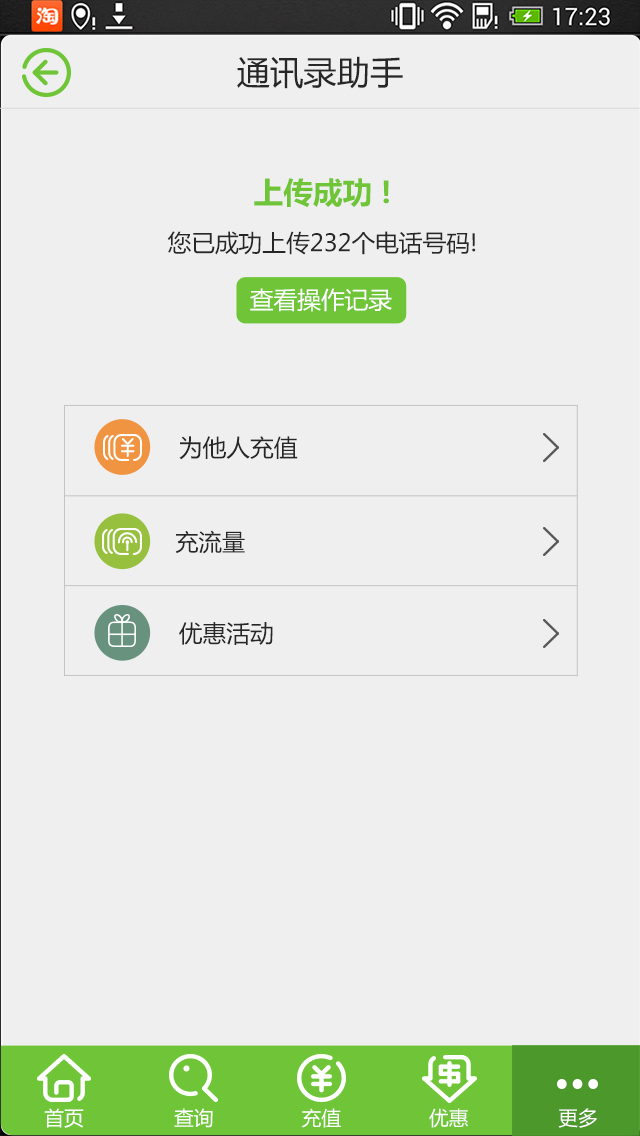 淘 17:23
通讯录助手
上传成功！
您已成功上传232个电话号码!
查看操作记录
为他人充值
充流量
优惠活动
首页 查询 充值 优惠 更多